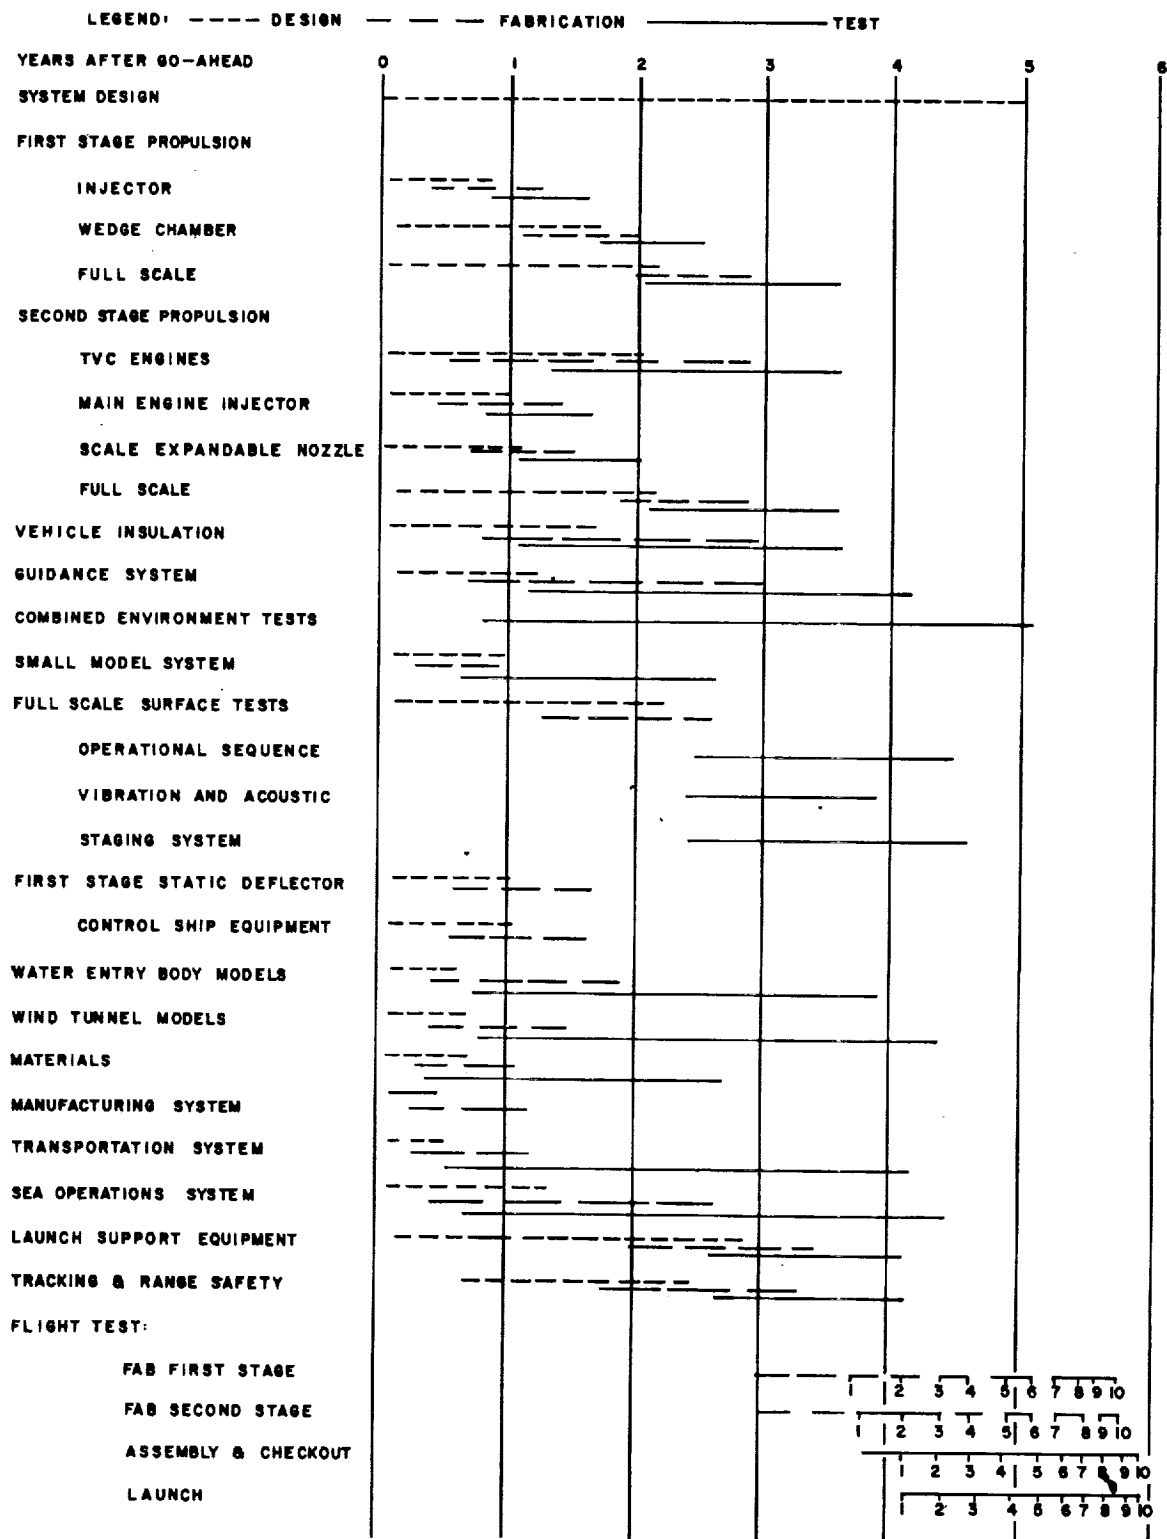 LEGEND: ---- DESIGN — — — FABRICATION ———— TEST
YEARS AFTER GO-AHEAD 0 1 2 3 4 5 6
SYSTEM DESIGN
FIRST STAGE PROPULSION
INJECTOR
WEDGE CHAMBER
FULL SCALE
SECOND STAGE PROPULSION
TVC ENGINES
MAIN ENGINE INJECTOR
SCALE EXPANDABLE NOZZLE
FULL SCALE
VEHICLE INSULATION
GUIDANCE SYSTEM
COMBINED ENVIRONMENT TESTS
SMALL MODEL SYSTEM
FULL SCALE SURFACE TESTS
OPERATIONAL SEQUENCE
VIBRATION AND ACOUSTIC
STAGING SYSTEM
FIRST STAGE STATIC DEFLECTOR
CONTROL SHIP EQUIPMENT
WATER ENTRY BODY MODELS
WIND TUNNEL MODELS
MATERIALS
MANUFACTURING SYSTEM
TRANSPORTATION SYSTEM
SEA OPERATIONS SYSTEM
LAUNCH SUPPORT EQUIPMENT
TRACKING & RANGE SAFETY
FLIGHT TEST:
FAB FIRST STAGE
1 2 3 4 5 6 7 8 9 10
FAB SECOND STAGE
1 2 3 4 5 6 7 8 9 10
ASSEMBLY & CHECKOUT
1 2 3 4 5 6 7 8 9 10
LAUNCH
1 2 3 4 5 6 7 8 9 10